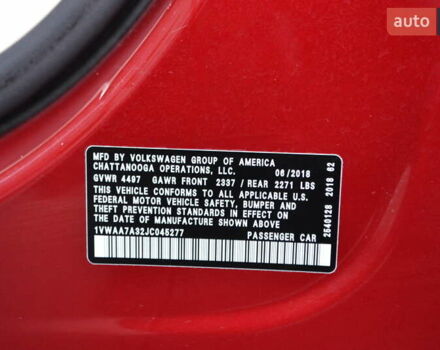 auto
MFD BY VOLKSWAGEN GROUP OF AMERICA
CHATTANOOGA OPERATIONS, LLC. 06/2018
GVWR 4497 GAWR FRONT 2337 / REAR 2271 LBS
THIS VEHICLE CONFORMS TO ALL APPLICABLE U.S.
FEDERAL MOTOR VEHICLE SAFETY, BUMPER AND
THEFT PREVENTION STANDARDS IN EFFECT ON
THE DATE OF MANUFACTURE SHOWN ABOVE.
1VWAA7A32JC045277 PASSENGER CAR
2540128 2018 62